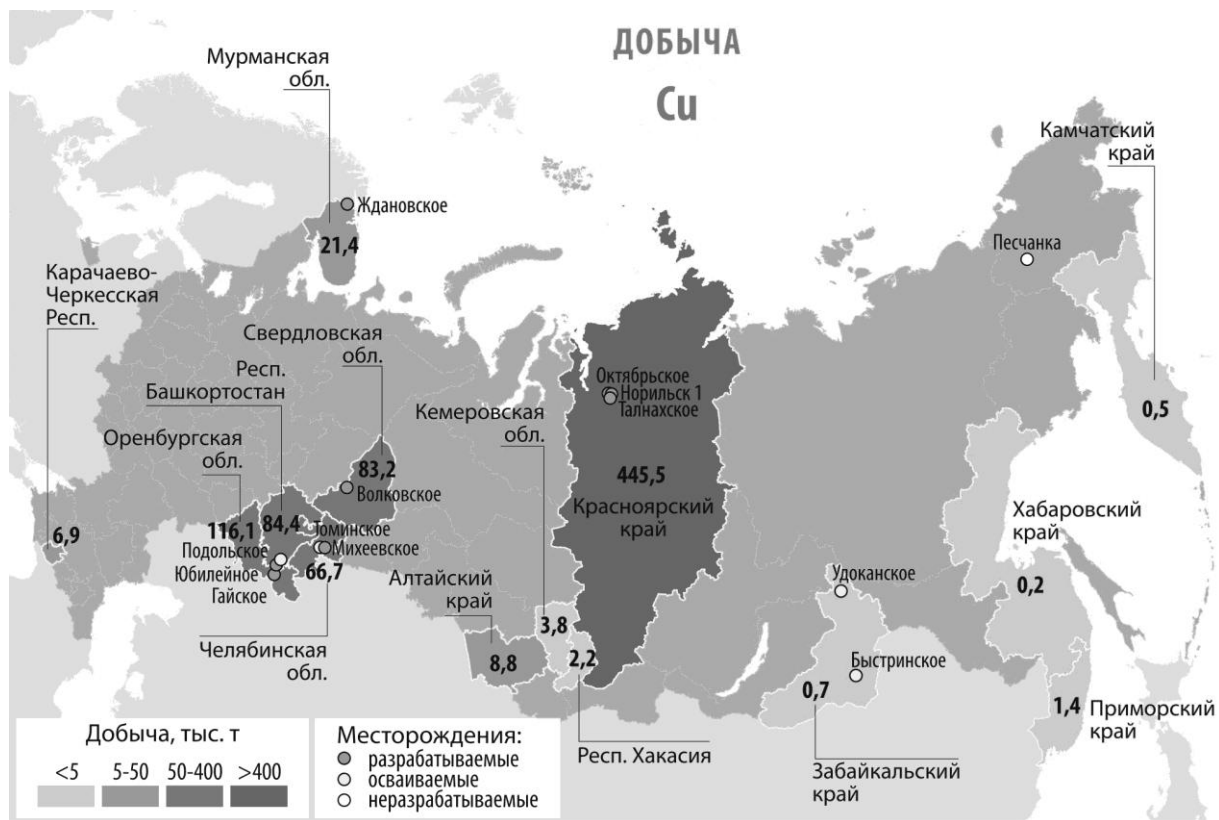 ДОБЫЧА
Cu
Мурманская
обл.
Камчатский
край
Ждановское
21,4
Песчанка
Карачаево-
Черкесская
Респ.
Свердловская
обл.
Респ.
Башкортостан
Кемеровская
обл.
Октябрьское
Норильск 1
Талнахское
0,5
Оренбургская
обл.
83,2
Волковское
445,5
Красноярский
край
Хабаровский
край
6,9
116,1
84,4
Томинское
Подольское
Михеевское
Юбилейное
66,7
Гайское
Алтайский
край
Удоканское
0,2
3,8
Челябинская
обл.
8,8
2,2
Быстринское
0,7
1,4
Приморский
край
Респ. Хакасия
Забайкальский
край
Добыча, тыс. т
<5 5-50 50-400 >400
Месторождения:
разрабатываемые
осваиваемые
неразрабатываемые